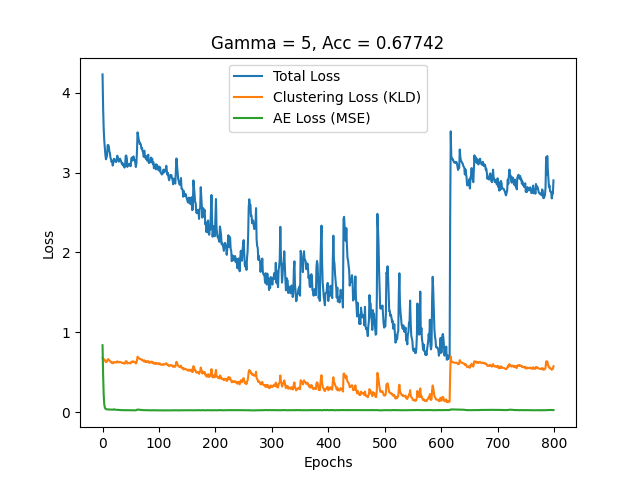 Gamma = 5, Acc = 0.67742
Total Loss
Clustering Loss (KLD)
AE Loss (MSE)
Loss
4
3
2
1
0
0 100 200 300 400 500 600 700 800
Epochs